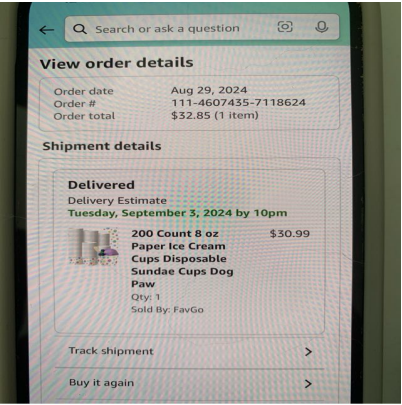 Search or ask a question
View order details
Order date Aug 29, 2024
Order # 111-4607435-7118624
Order total $32.85 (1 item)
Shipment details
Delivered
Delivery Estimate
Tuesday, September 3, 2024 by 10pm
200 Count 8 oz $30.99
Paper Ice Cream
Cups Disposable
Sundae Cups Dog
Paw
Qty: 1
Sold By: FavGo
Track shipment
Buy it again